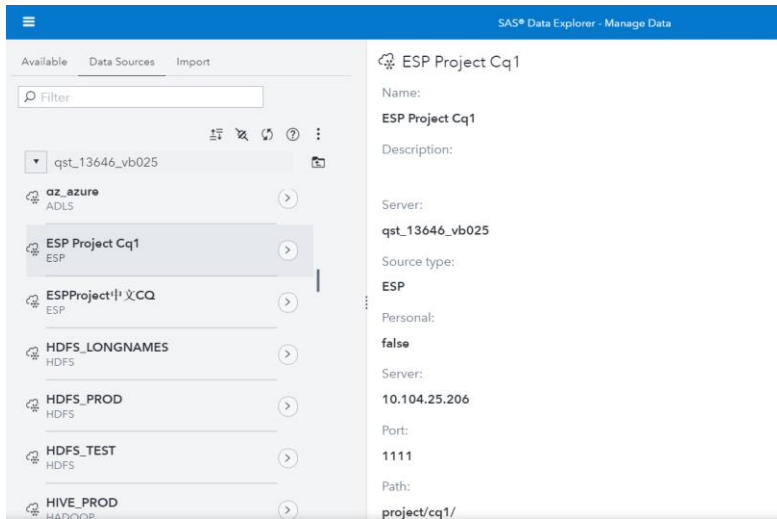 SAS® Data Explorer - Manage Data
Available Data Sources Import
Filter
qst_13646_vb025
az_azure
ADLS
ESP Project Cq1
ESP
ESPProject中文CQ
ESP
HDFS_LONGNAMES
HDFS
HDFS_PROD
HDFS
HDFS_TEST
HDFS
HIVE_PROD
HADOOP
ESP Project Cq1
Name:
ESP Project Cq1
Description:
Server:
qst_13646_vb025
Source type:
ESP
Personal:
false
Server:
10.104.25.206
Port:
1111
Path:
project/cq1/